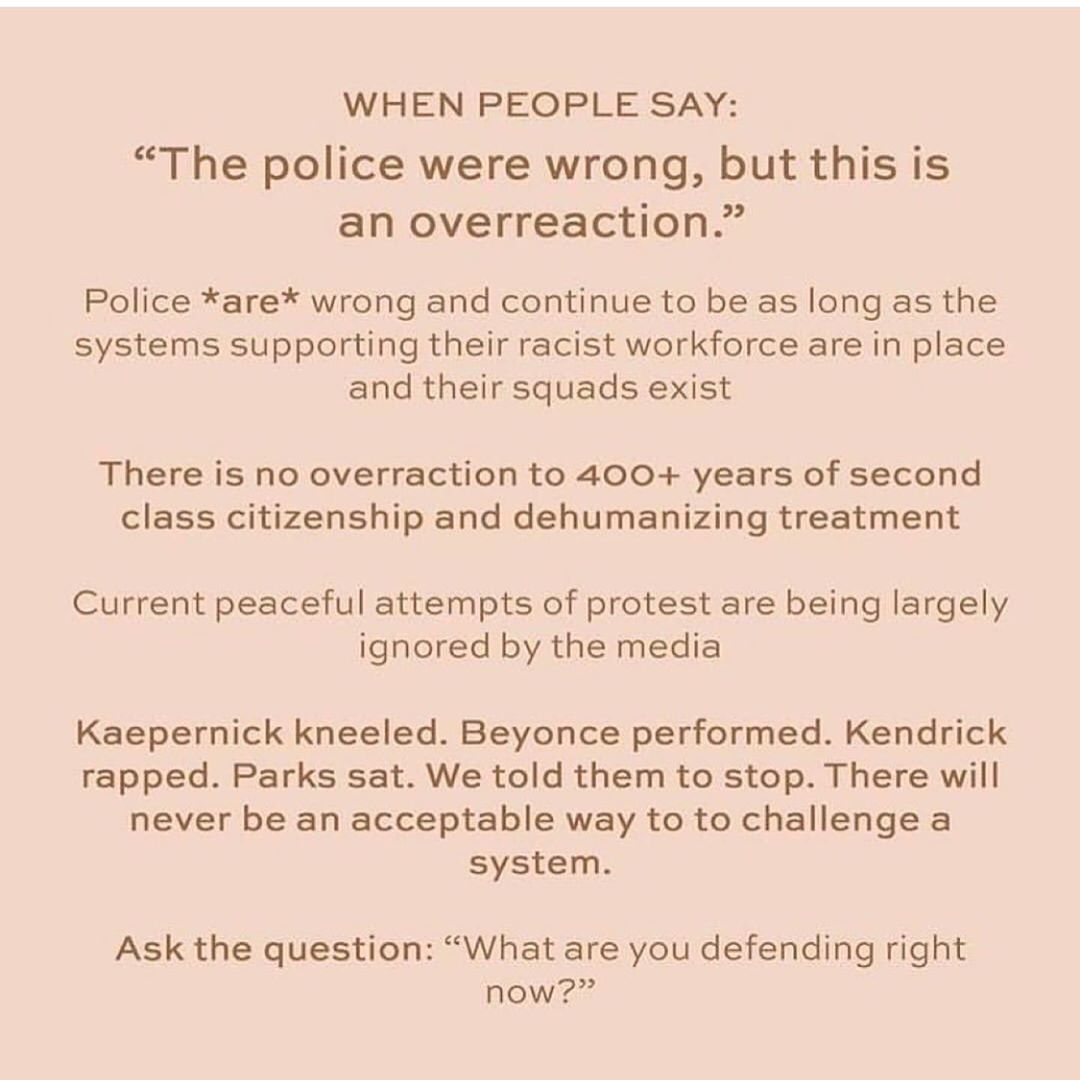 WHEN PEOPLE SAY:
“The police were wrong, but this is
an overreaction.”
Police *are* wrong and continue to be as long as the
systems supporting their racist workforce are in place
and their squads exist
There is no overraction to 400+ years of second
class citizenship and dehumanizing treatment
Current peaceful attempts of protest are being largely
ignored by the media
Kaepernick kneeled. Beyonce performed. Kendrick
rapped. Parks sat. We told them to stop. There will
never be an acceptable way to to challenge a
system.
Ask the question: “What are you defending right
now?”